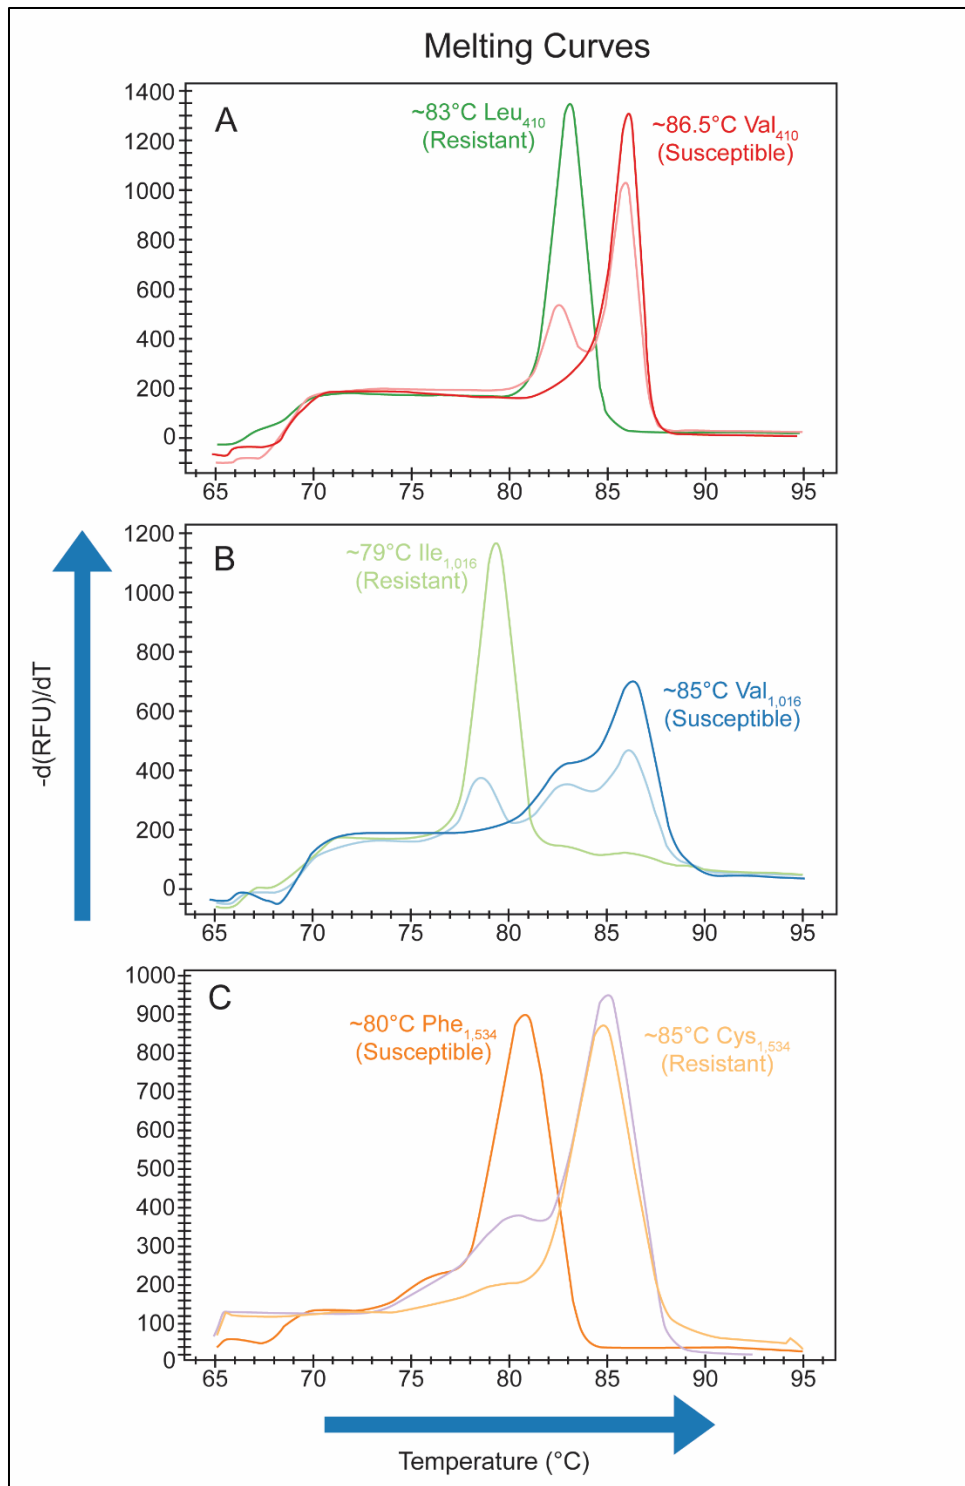 Melting Curves
A
~83°C Leu410
(Resistant)
~86.5°C Val410
(Susceptible)
1400
1200
1000
800
600
400
200
0
65 70 75 80 85 90 95
B
~79°C Ile1,016
(Resistant)
~85°C Val1,016
(Susceptible)
1200
1000
800
600
400
200
0
65 70 75 80 85 90 95
-d(RFU)/dT
C
~80°C Phe1,534
(Susceptible)
~85°C Cys1,534
(Resistant)
1000
900
800
700
600
500
400
300
200
100
0
65 70 75 80 85 90 95
Temperature (°C)